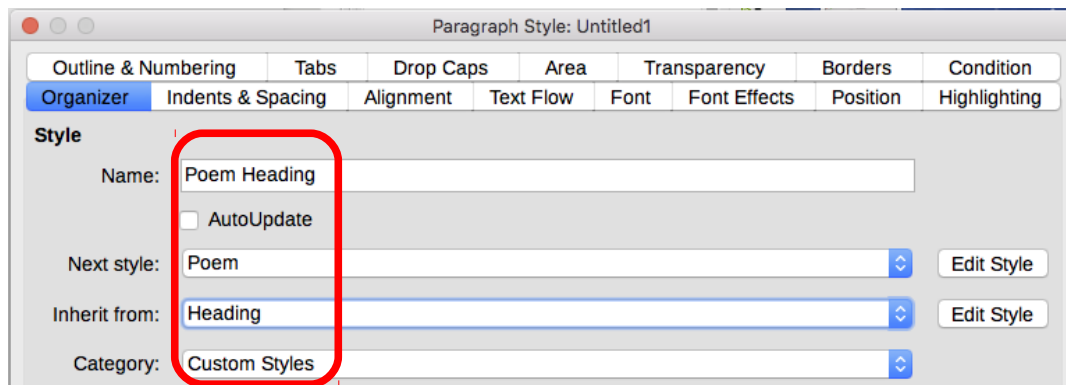 Paragraph Style: Untitled1
Outline & Numbering Tabs Drop Caps Area Transparency Borders Condition
Organizer Indents & Spacing Alignment Text Flow Font Font Effects Position Highlighting
Style
Name: Poem Heading
AutoUpdate
Next style: Poem Edit Style
Inherit from: Heading Edit Style
Category: Custom Styles